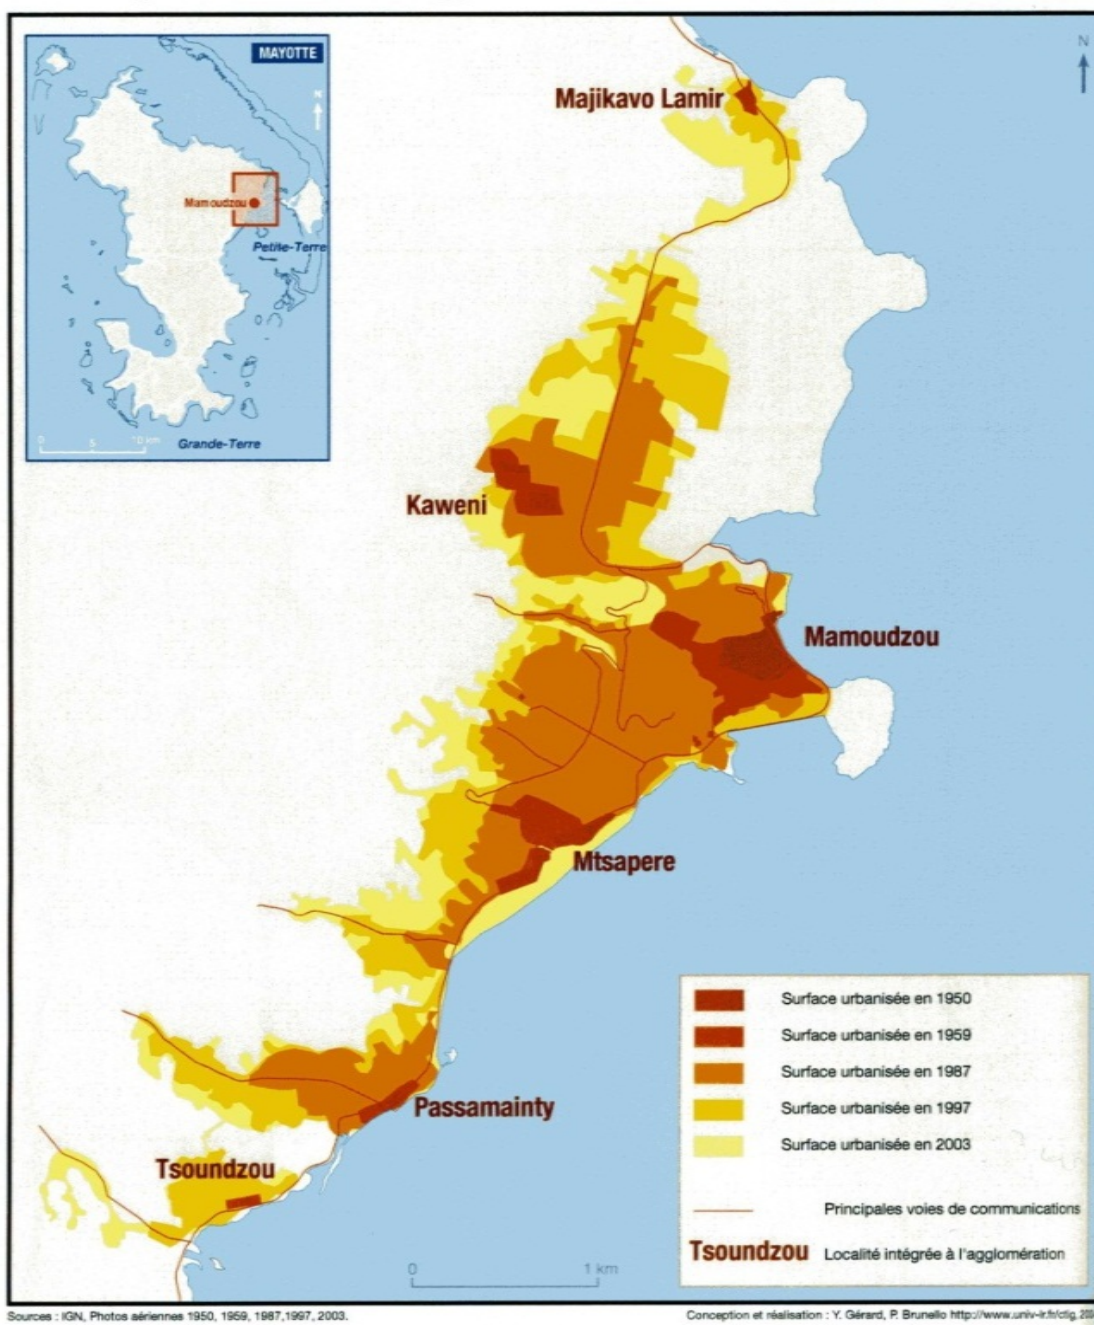 MAYOTTE
N
Mamoudzou
Petite-Terre
0 5 10 km
Grande-Terre
N
Majikavo Lamir
Kaweni
Mamoudzou
Mtsapere
Passamainty
Tsoundzou
Surface urbanisée en 1950
Surface urbanisée en 1959
Surface urbanisée en 1987
Surface urbanisée en 1997
Surface urbanisée en 2003
Principales voies de communications
Tsoundzou Localité intégrée à l'agglomération
0 1 km
Sources : IGN, Photos aériennes 1950, 1959, 1987,1997, 2003.
Conception et réalisation : Y. Gérard, P. Brunello